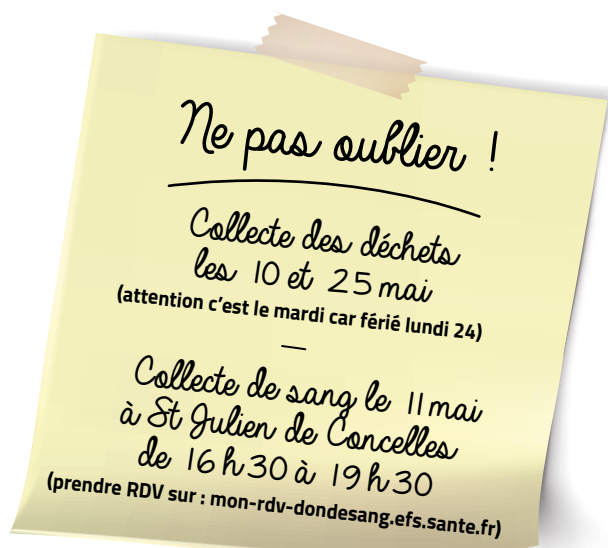 Ne pas oublier !
Collecte des déchets
les 10 et 25 mai
(attention c'est le mardi car férié lundi 24)
—
Collecte de sang le 11 mai
à St Julien de Concelles
de 16h30 à 19h30
(prendre RDV sur : mon-rdv-dondesang.efs.sante.fr)